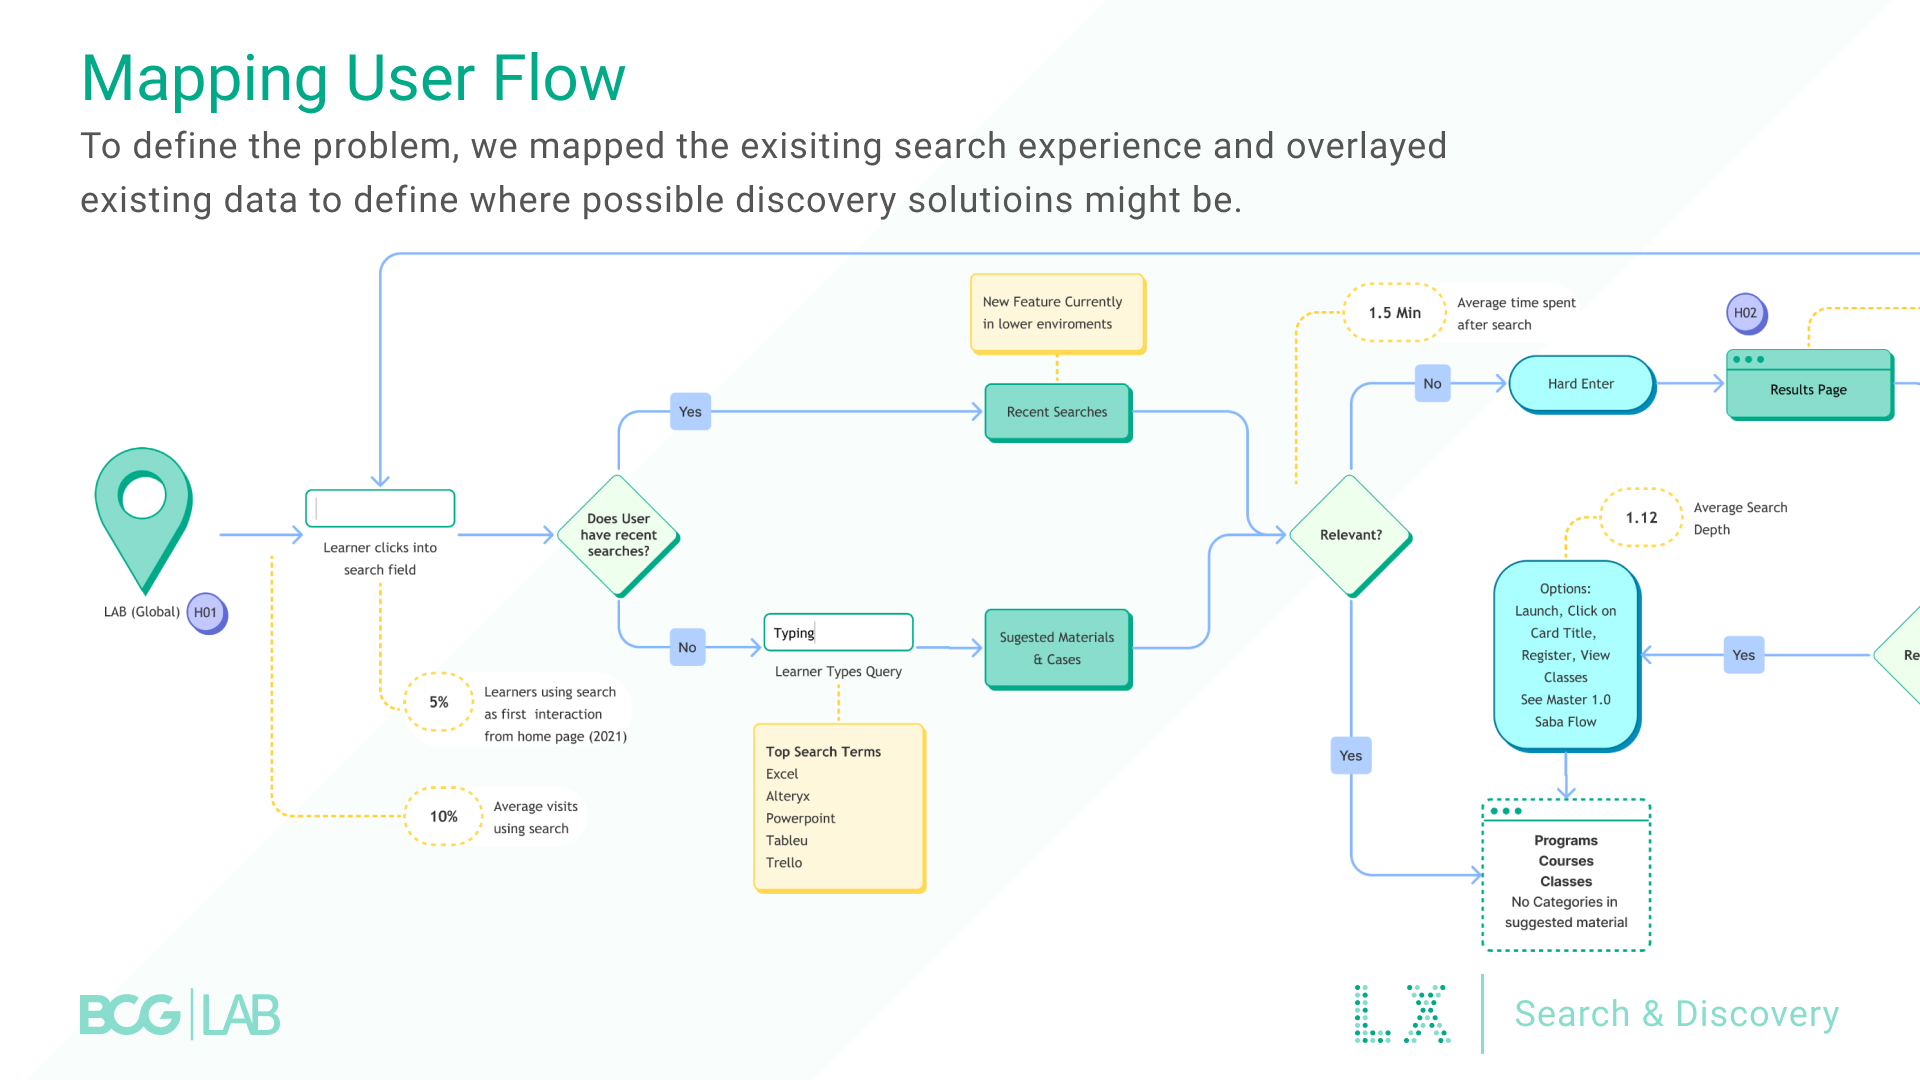 Mapping User Flow
To define the problem, we mapped the exisiting search experience and overlayed
existing data to define where possible discovery solutioins might be.
New Feature Currently
in lower enviroments
1.5 Min
Average time spent
after search
H02
No
Hard Enter
Results Page
Yes
Recent Searches
Does User
have recent
searches?
Relevant?
Learner clicks into
search field
LAB (Global)
H01
1.12
Average Search
Depth
No
Typing
Learner Types Query
Sugested Materials
& Cases
Options:
Launch, Click on
Card Title,
Register, View
Classes
See Master 1.0
Saba Flow
Yes
Re
5%
Learners using search
as first interaction
from home page (2021)
10%
Average visits
using search
Top Search Terms
Excel
Alteryx
Powerpoint
Tableu
Trello
Yes
Programs
Courses
Classes
No Categories in
suggested material
BCG LAB
LX
Search & Discovery